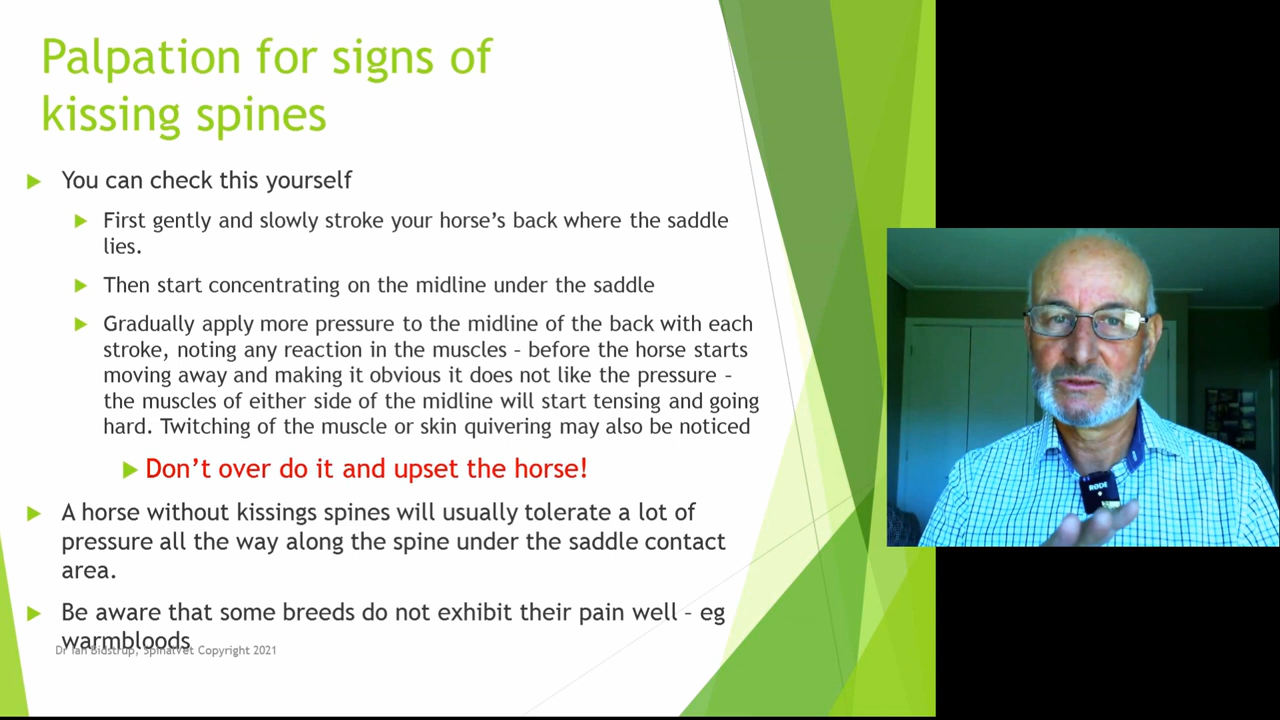 Palpation for signs of
kissing spines
You can check this yourself
First gently and slowly stroke your horse's back where the saddle
lies.
Then start concentrating on the midline under the saddle
Gradually apply more pressure to the midline of the back with each
stroke, noting any reaction in the muscles – before the horse starts
moving away and making it obvious it does not like the pressure –
the muscles of either side of the midline will start tensing and going
hard. Twitching of the muscle or skin quivering may also be noticed
Don't over do it and upset the horse!
A horse without kissings spines will usually tolerate a lot of
pressure all the way along the spine under the saddle contact
area.
Be aware that some breeds do not exhibit their pain well – eg
warmbloods
Dr Ian Bidstrup, SpinalVet Copyright 2021
RØDE